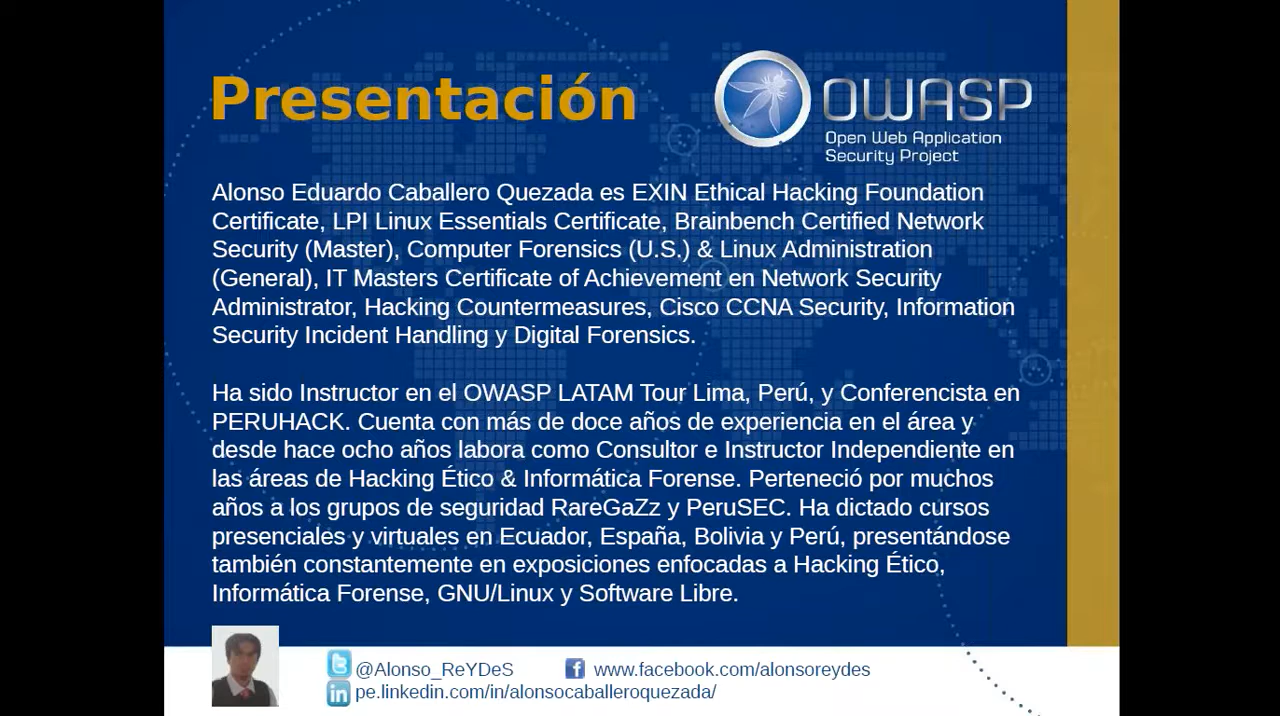 Presentación
OWASP
Open Web Application
Security Project
Alonso Eduardo Caballero Quezada es EXIN Ethical Hacking Foundation
Certificate, LPI Linux Essentials Certificate, Brainbench Certified Network
Security (Master), Computer Forensics (U.S.) & Linux Administration
(General), IT Masters Certificate of Achievement en Network Security
Administrator, Hacking Countermeasures, Cisco CCNA Security, Information
Security Incident Handling y Digital Forensics.
Ha sido Instructor en el OWASP LATAM Tour Lima, Perú, y Conferencista en
PERUHACK. Cuenta con más de doce años de experiencia en el área y
desde hace ocho años labora como Consultor e Instructor Independiente en
las áreas de Hacking Ético & Informática Forense. Perteneció por muchos
años a los grupos de seguridad RareGaZz y PeruSEC. Ha dictado cursos
presenciales y virtuales en Ecuador, España, Bolivia y Perú, presentándose
también constantemente en exposiciones enfocadas a Hacking Ético,
Informática Forense, GNU/Linux y Software Libre.
@Alonso_ReYDeS www.facebook.com/alonsoreydes
pe.linkedin.com/in/alonsocaballeroquezada/